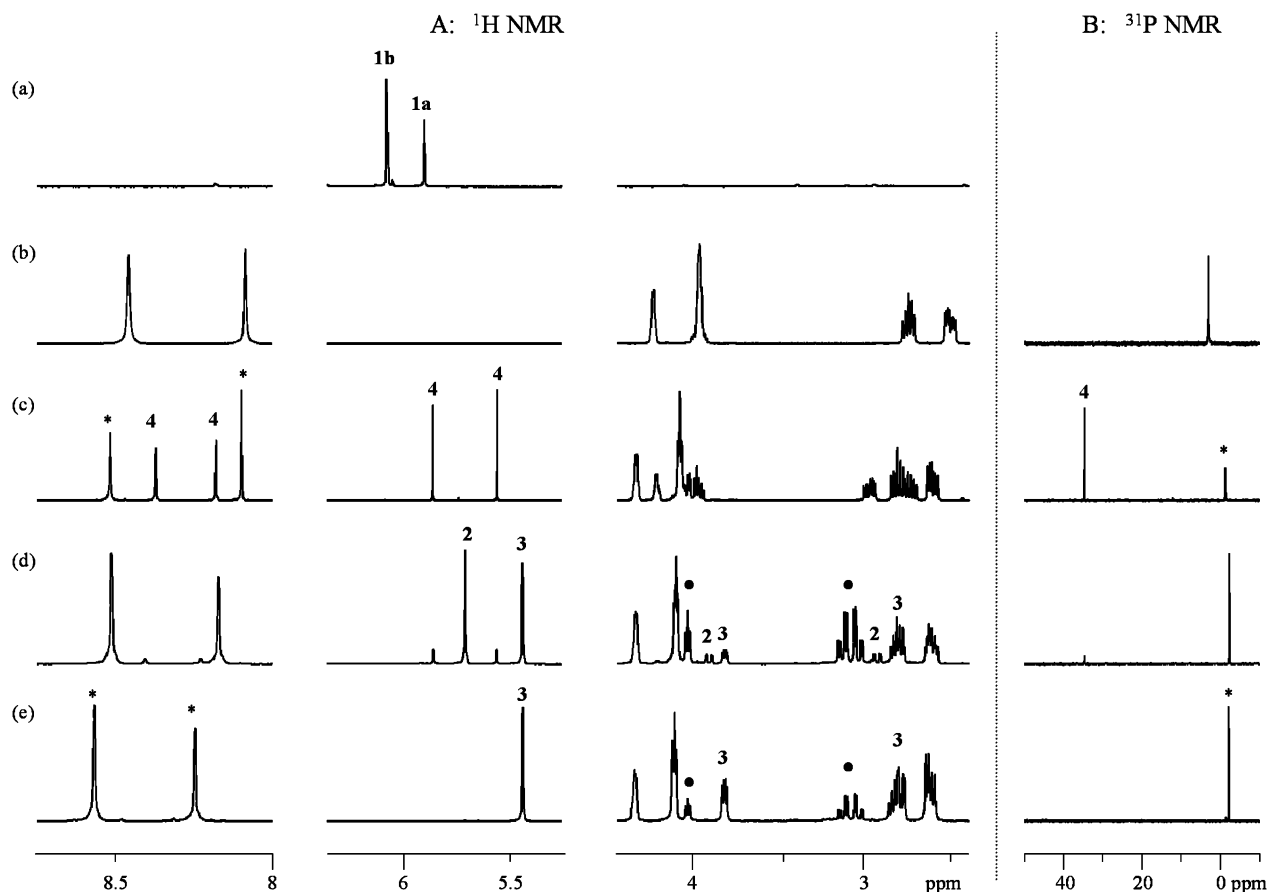 A: ¹H NMR B: ³¹P NMR
(a) 1b 1a
(b)
(c) * 4 4 * 4 4 4 *
(d) 2 3 • 2 3 • 2 3
(e) * * 3 • 3 • 3 *
8.5 8 6 5.5 4 3 ppm 40 20 0 ppm